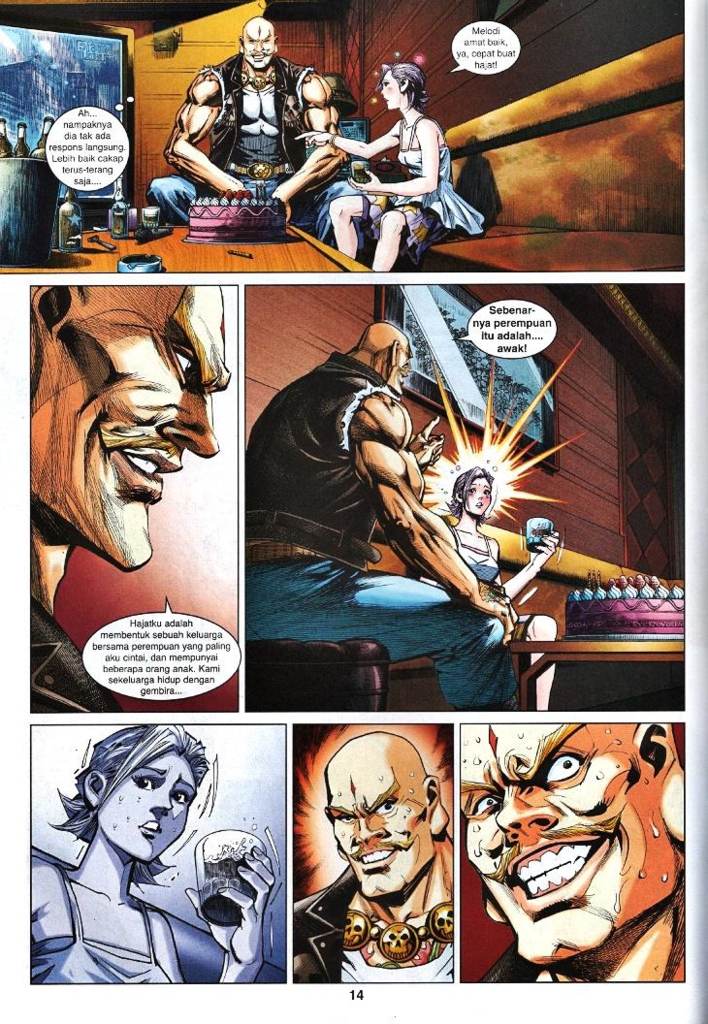 Melodi
amat baik,
ya, cepat buat
hajat!
Ah...
nampaknya
dia tak ada
respons langsung.
Lebih baik cakap
terus-terang
saja....
Hajatku adalah
membentuk sebuah keluarga
bersama perempuan yang paling
aku cintai, dan mempunyai
beberapa orang anak. Kami
sekeluarga hidup dengan
gembira...
Sebenar-
nya perempuan
itu adalah....
awak!
14